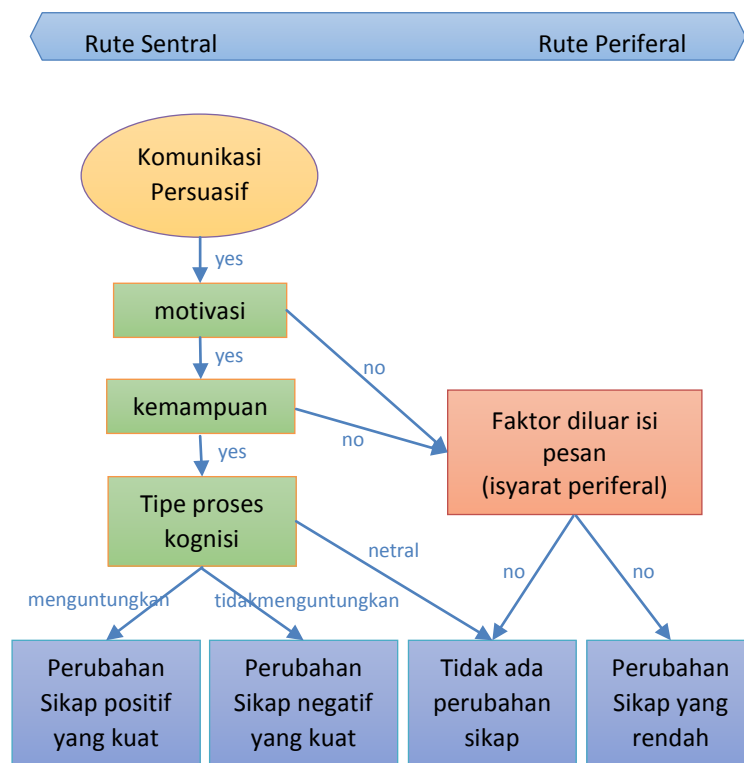 Rute Sentral
Rute Periferal
Komunikasi
Persuasif
yes
motivasi
yes
no
kemampuan
no
yes
Faktor diluar isi
pesan
(isyarat periferal)
Tipe proses
kognisi
netral
no
no
menguntungkan
tidakmenguntungkan
Perubahan
Sikap positif
yang kuat
Perubahan
Sikap negatif
yang kuat
Tidak ada
perubahan
sikap
Perubahan
Sikap yang
rendah